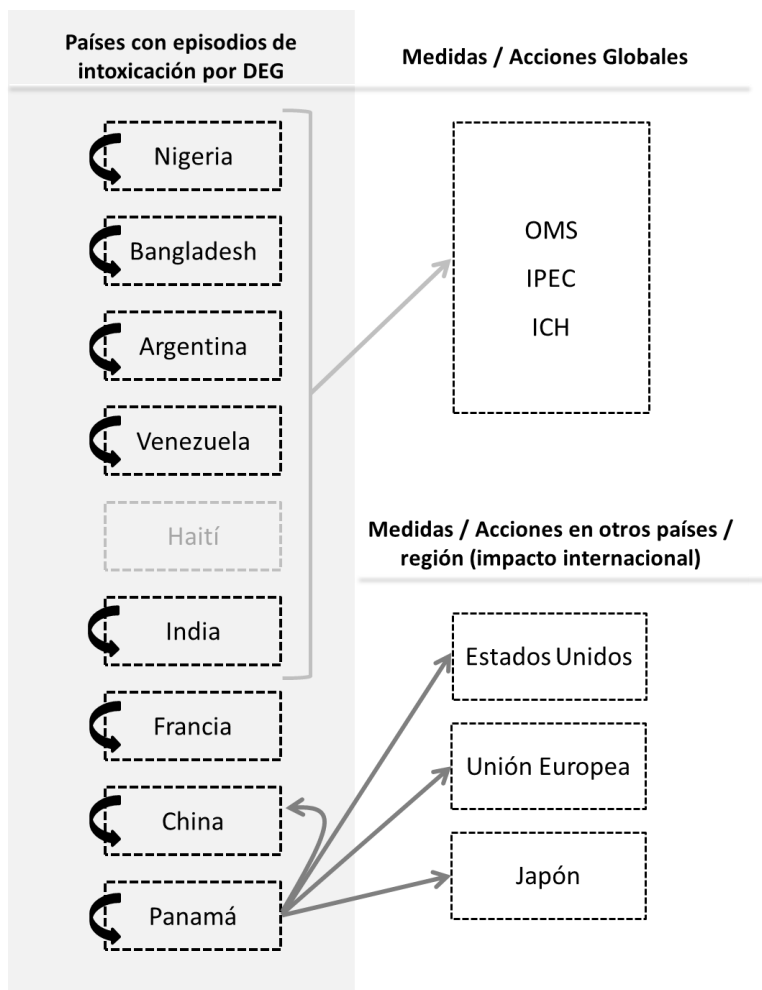 Países con episodios de
intoxicación por DEG
Medidas / Acciones Globales
Nigeria
Bangladesh
Argentina
Venezuela
Haití
India
Francia
China
Panamá
OMS
IPEC
ICH
Medidas / Acciones en otros países /
región (impacto internacional)
Estados Unidos
Unión Europea
Japón